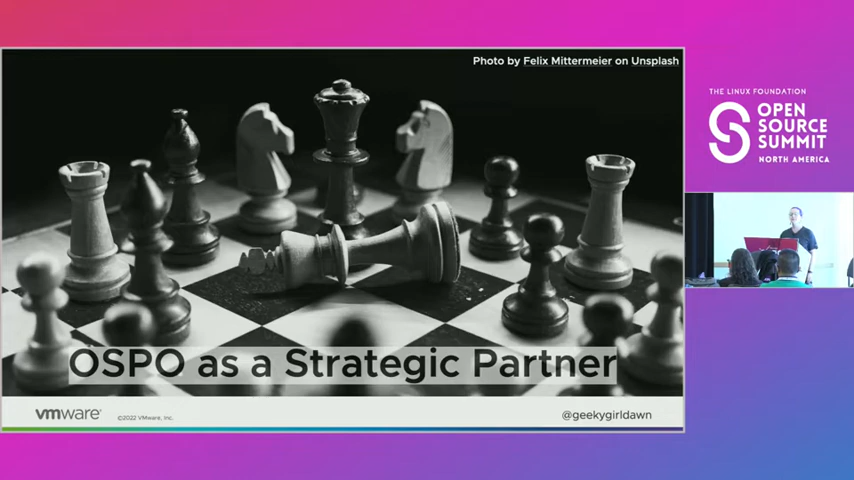 Photo by Felix Mittermeier on Unsplash
OSPO as a Strategic Partner
vmware®
©2022 VMware, Inc.
@geekygirldawn
THE LINUX FOUNDATION
OPEN
SOURCE
SUMMIT
NORTH AMERICA